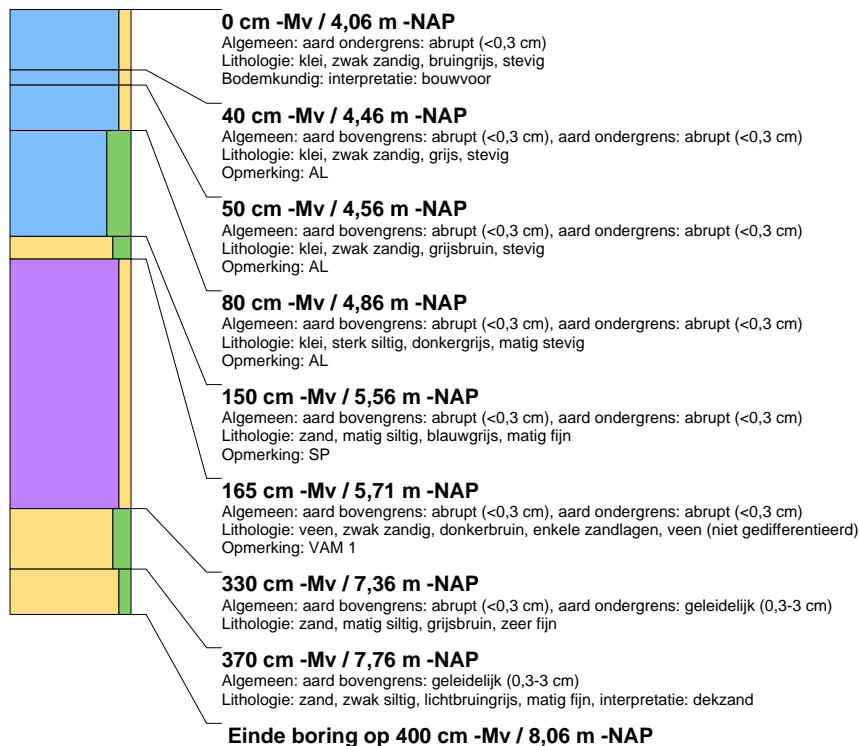 0 cm -Mv / 4,06 m -NAP
Algemeen: aard ondergrens: abrupt (<0,3 cm)
Lithologie: klei, zwak zandig, bruingrijs, stevig
Bodemkundig: interpretatie: bouwvoor
40 cm -Mv / 4,46 m -NAP
Algemeen: aard bovengrens: abrupt (<0,3 cm), aard ondergrens: abrupt (<0,3 cm)
Lithologie: klei, zwak zandig, grijs, stevig
Opmerking: AL
50 cm -Mv / 4,56 m -NAP
Algemeen: aard bovengrens: abrupt (<0,3 cm), aard ondergrens: abrupt (<0,3 cm)
Lithologie: klei, zwak zandig, grijsbruin, stevig
Opmerking: AL
80 cm -Mv / 4,86 m -NAP
Algemeen: aard bovengrens: abrupt (<0,3 cm), aard ondergrens: abrupt (<0,3 cm)
Lithologie: klei, sterk siltig, donkergrijs, matig stevig
Opmerking: AL
150 cm -Mv / 5,56 m -NAP
Algemeen: aard bovengrens: abrupt (<0,3 cm), aard ondergrens: abrupt (<0,3 cm)
Lithologie: zand, matig siltig, blauwgrijs, matig fijn
Opmerking: SP
165 cm -Mv / 5,71 m -NAP
Algemeen: aard bovengrens: abrupt (<0,3 cm), aard ondergrens: abrupt (<0,3 cm)
Lithologie: veen, zwak zandig, donkerbruin, enkele zandlagen, veen (niet gedifferentieerd)
Opmerking: VAM 1
330 cm -Mv / 7,36 m -NAP
Algemeen: aard bovengrens: abrupt (<0,3 cm), aard ondergrens: geleidelijk (0,3-3 cm)
Lithologie: zand, matig siltig, grijsbruin, zeer fijn
370 cm -Mv / 7,76 m -NAP
Algemeen: aard bovengrens: geleidelijk (0,3-3 cm)
Lithologie: zand, zwak siltig, lichtbruingrijs, matig fijn, interpretatie: dekzand
Einde boring op 400 cm -Mv / 8,06 m -NAP